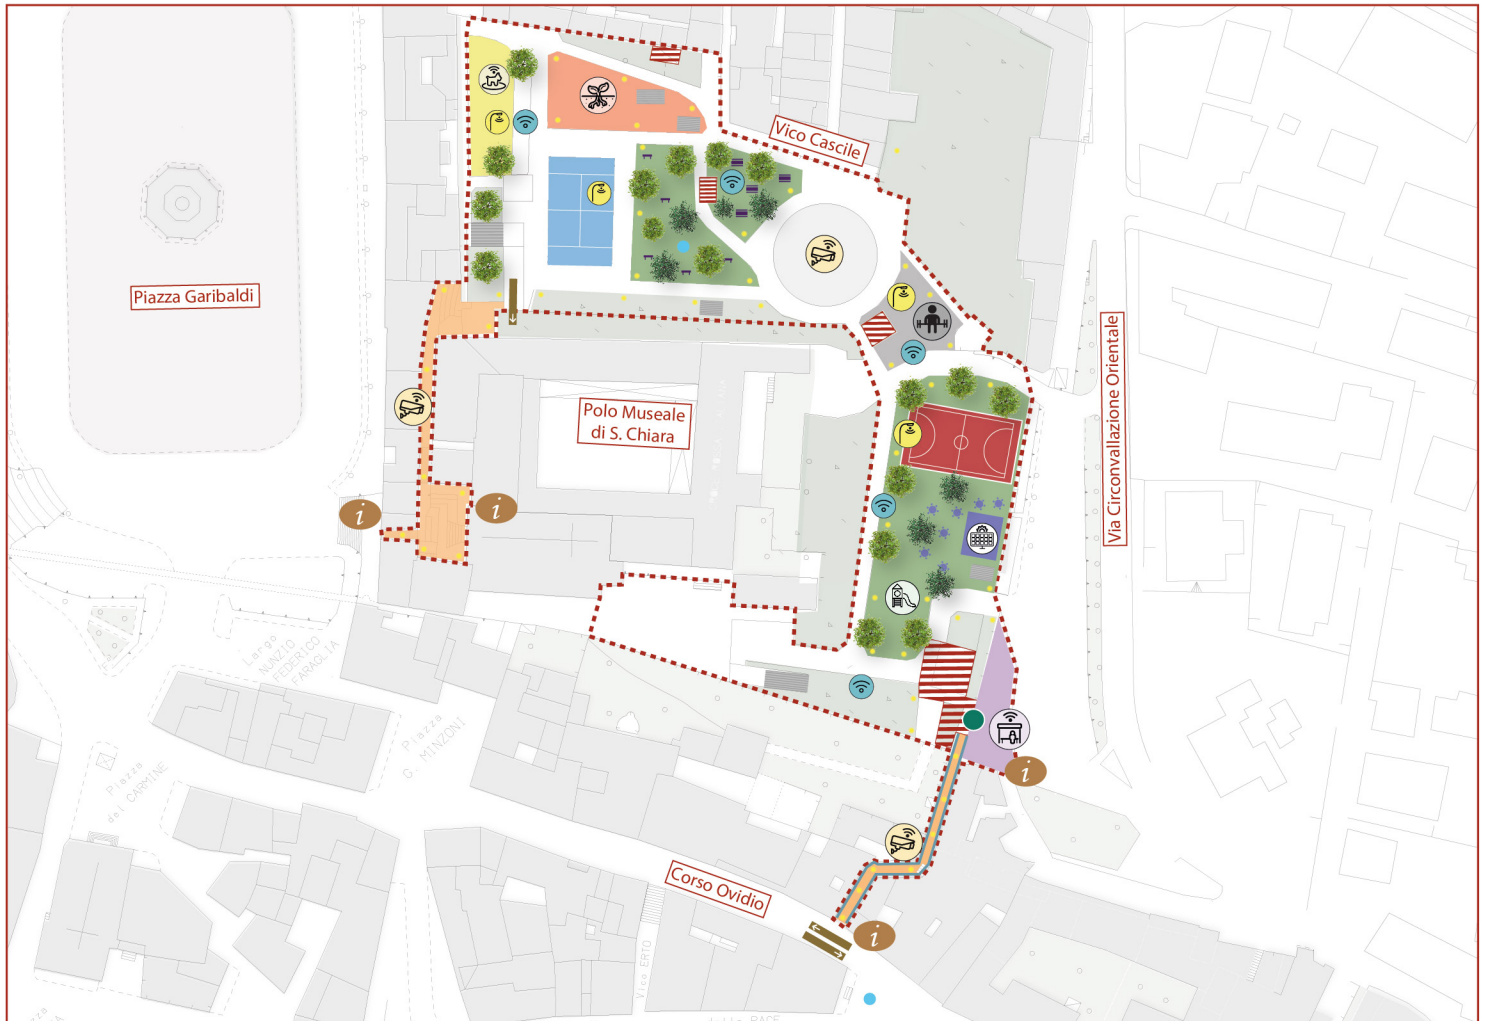 Vico Cascile
Piazza Garibaldi
Polo Museale
di S. Chiara
Via Circonvallazione Orientale
i
i
Largo
NUNZIO
FEDERICO
FARAGLIA
Piazza
G. MINZONI
Piazza
del CARMINE
i
Corso Ovidio
i
Vico ERTO